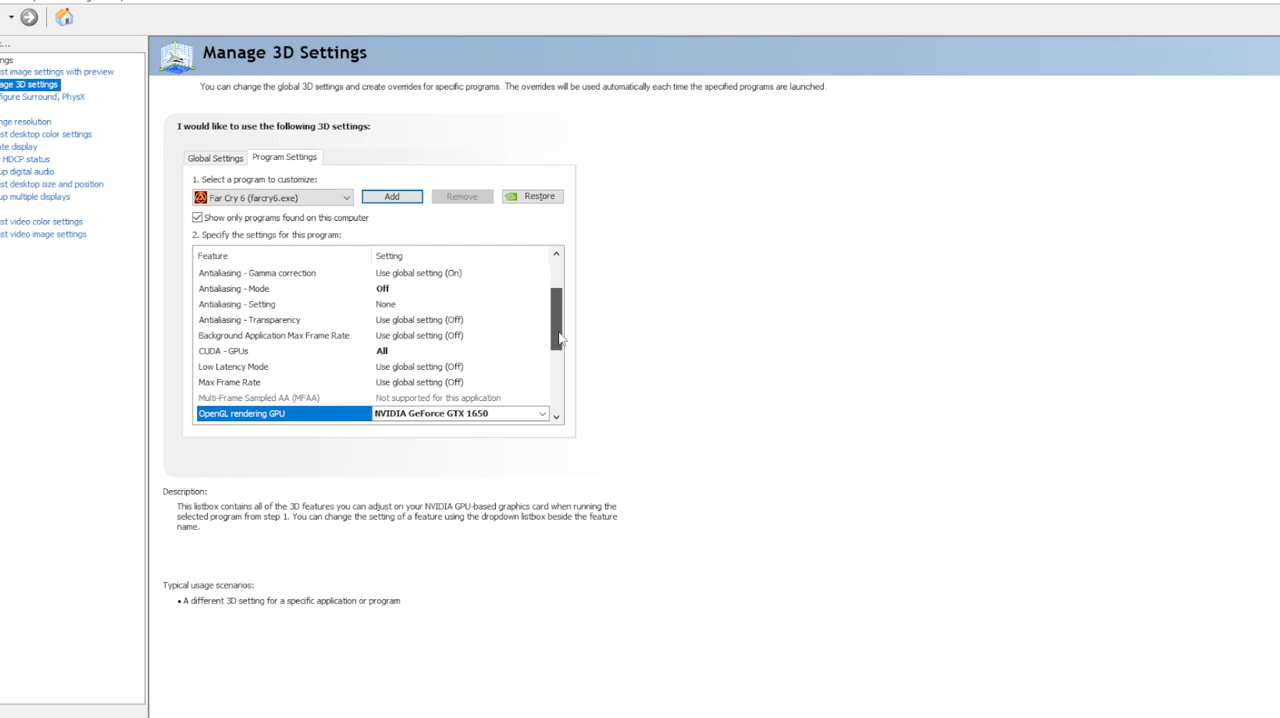 ...
ngs
st image settings with preview
age 3D settings
figure Surround, PhysX
nge resolution
st desktop color settings
ate display
HDCP status
up digital audio
st desktop size and position
up multiple displays
st video color settings
st video image settings
Manage 3D Settings
You can change the global 3D settings and create overrides for specific programs. The overrides will be used automatically each time the specified programs are launched.
I would like to use the following 3D settings:
Global Settings Program Settings
1. Select a program to customize:
Far Cry 6 (farcry6.exe) Add Remove Restore
Show only programs found on this computer
2. Specify the settings for this program:
Feature Setting
Antialiasing - Gamma correction Use global setting (On)
Antialiasing - Mode Off
Antialiasing - Setting None
Antialiasing - Transparency Use global setting (Off)
Background Application Max Frame Rate Use global setting (Off)
CUDA - GPUs All
Low Latency Mode Use global setting (Off)
Max Frame Rate Use global setting (Off)
Multi-Frame Sampled AA (MFAA) Not supported for this application
OpenGL rendering GPU NVIDIA GeForce GTX 1650
Description:
This listbox contains all of the 3D features you can adjust on your NVIDIA GPU-based graphics card when running the
selected program from step 1. You can change the setting of a feature using the dropdown listbox beside the feature
name.
Typical usage scenarios:
• A different 3D setting for a specific application or program